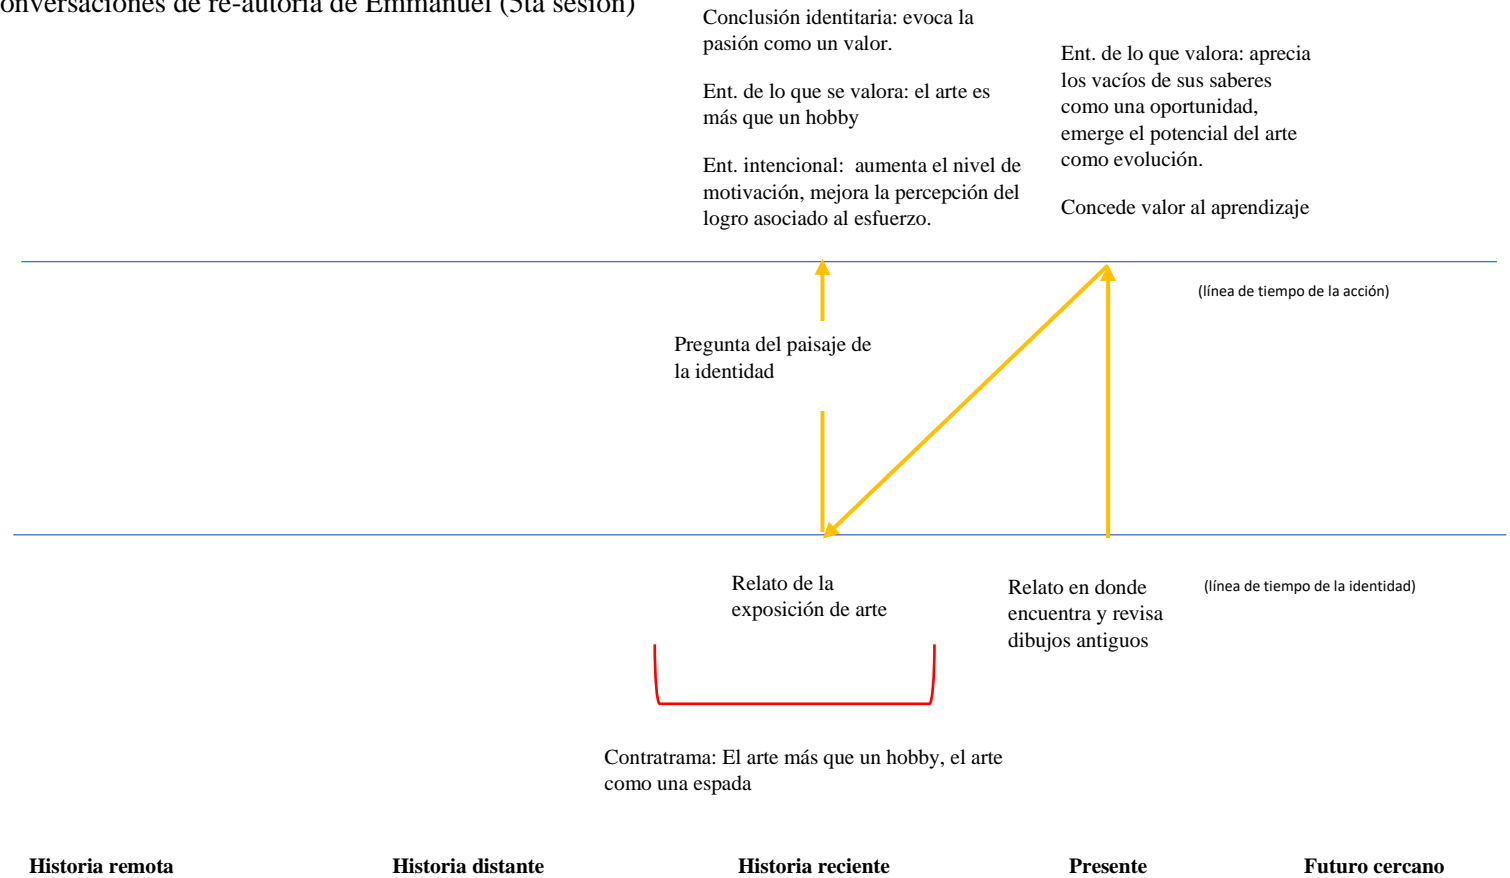 onversaciones de re-autoría de Emmanuel (5ta sesión)
Conclusión identitaria: evoca la
pasión como un valor.
Ent. de lo que se valora: el arte es
más que un hobby
Ent. intencional:  aumenta el nivel de
motivación, mejora la percepción del
logro asociado al esfuerzo.
Ent. de lo que valora: aprecia
los vacíos de sus saberes
como una oportunidad,
emerge el potencial del arte
como evolución.
Concede valor al aprendizaje
(línea de tiempo de la acción)
Pregunta del paisaje de
la identidad
Relato de la
exposición de arte
Relato en donde
encuentra y revisa
dibujos antiguos
(línea de tiempo de la identidad)
Contratrama: El arte más que un hobby, el arte
como una espada
Historia remota
Historia distante
Historia reciente
Presente
Futuro cercano